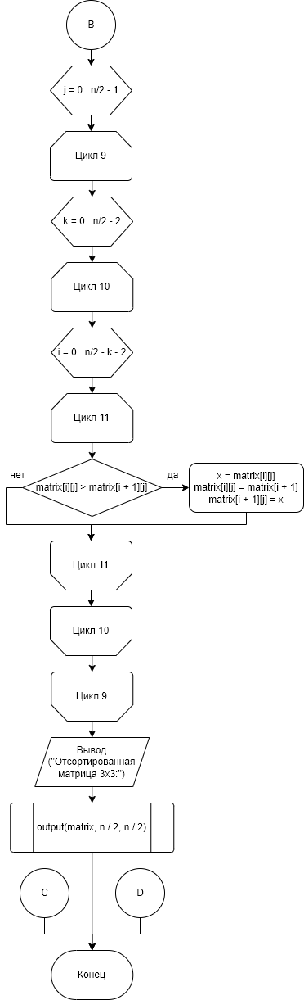 B
j = 0...n/2 - 1
Цикл 9
k = 0...n/2 - 2
Цикл 10
i = 0...n/2 - k - 2
Цикл 11
нет
matrix[i][j] > matrix[i + 1][j]
да
x = matrix[i][j]
matrix[i][j] = matrix[i + 1]
matrix[i + 1][j] = x
Цикл 11
Цикл 10
Цикл 9
Вывод
("Отсортированная
матрица 3x3:")
output(matrix, n / 2, n / 2)
C
D
Конец